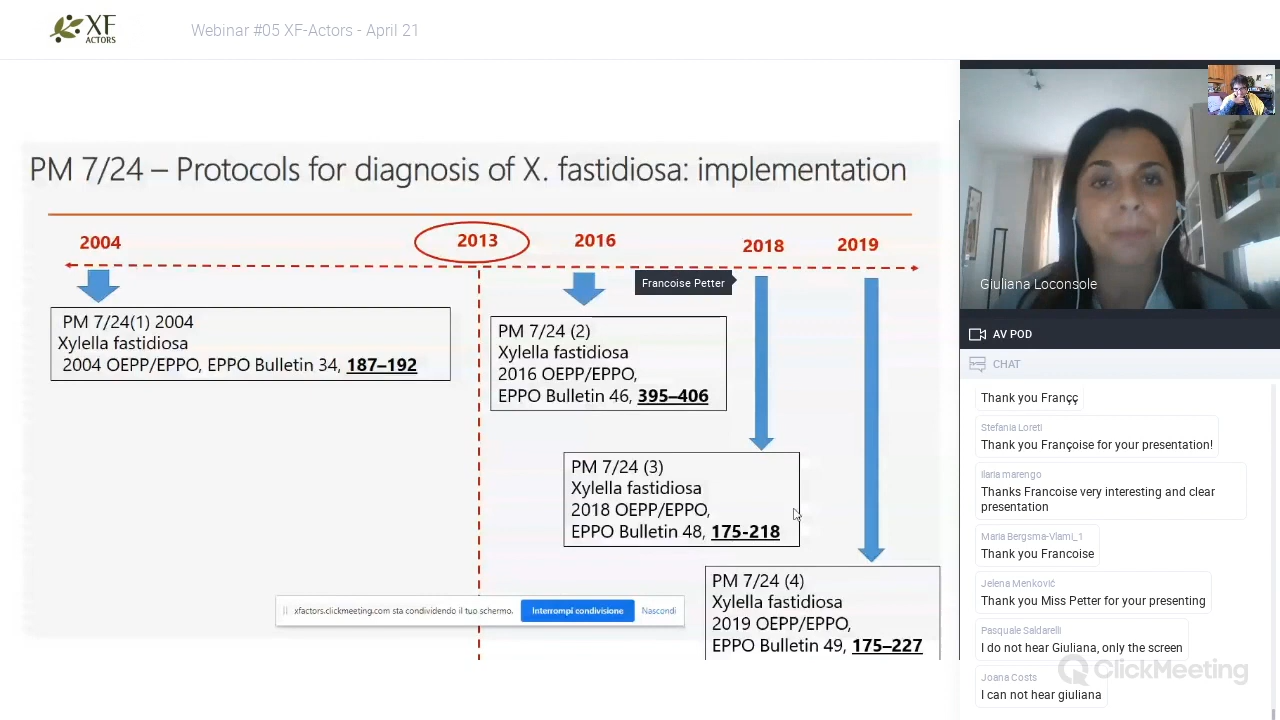 XF
ACTORS
Webinar #05 XF-Actors - April 21
PM 7/24 – Protocols for diagnosis of X. fastidiosa: implementation
2004
2013
2016
2018
2019
Francoise Petter
PM 7/24(1) 2004
Xylella fastidiosa
2004 OEPP/EPPO, EPPO Bulletin 34, 187–192
PM 7/24 (2)
Xylella fastidiosa
2016 OEPP/EPPO,
EPPO Bulletin 46, 395–406
PM 7/24 (3)
Xylella fastidiosa
2018 OEPP/EPPO,
EPPO Bulletin 48, 175-218
PM 7/24 (4)
Xylella fastidiosa
2019 OEPP/EPPO,
EPPO Bulletin 49, 175–227
xfactors.clickmeeting.com sta condividendo il tuo schermo.
Interrompi condivisione
Nascondi
Giuliana Loconsole
AV POD
CHAT
Thank you Françç
Stefania Loreti
Thank you Françoise for your presentation!
ilaria marengo
Thanks Francoise very interesting and clear
presentation
Maria Bergsma-Vlami_1
Thank you Francoise
Jelena Menković
Thank you Miss Petter for your presenting
Pasquale Saldarelli
I do not hear Giuliana, only the screen
Joana Costs
I can not hear giuliana
ClickMeeting